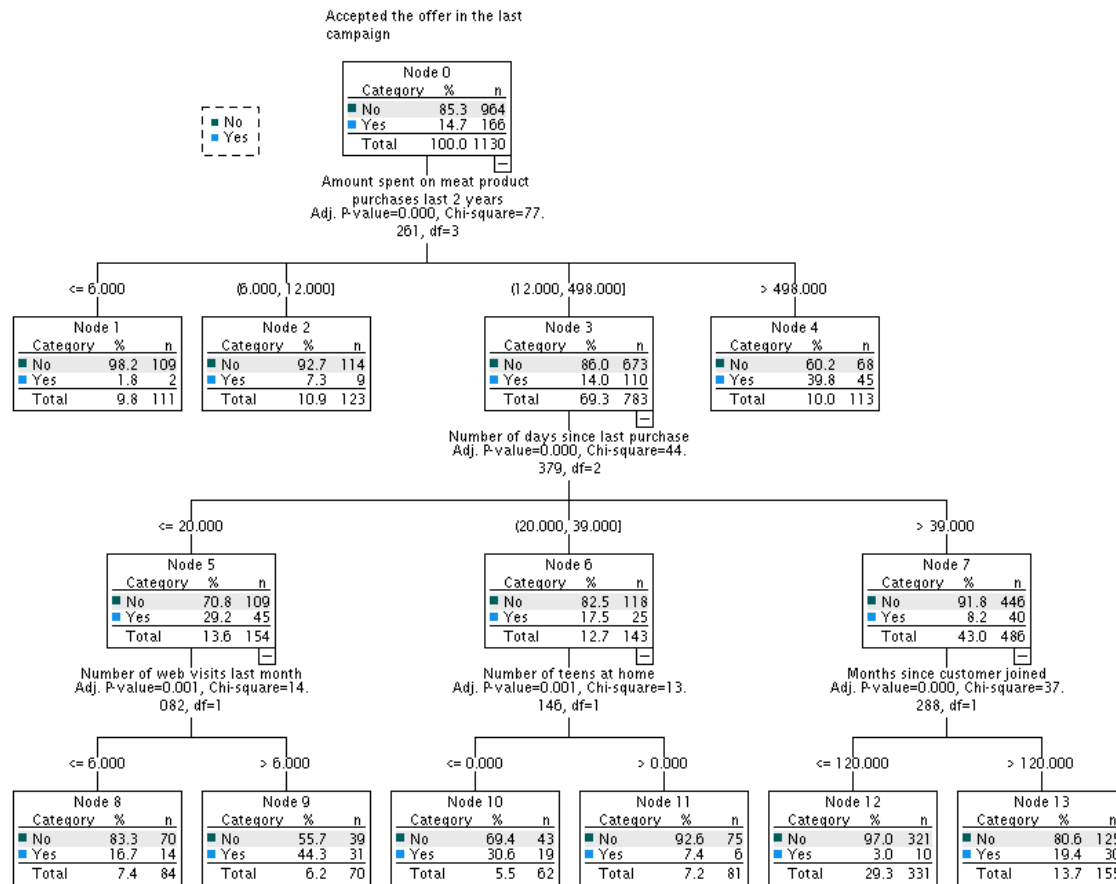 Accepted the offer in the last
campaign
No
Yes
Node 0
Category % n
No 85.3 964
Yes 14.7 166
Total 100.0 1130
Amount spent on meat product
purchases last 2 years
Adj. P-value=0.000, Chi-square=77.
261, df=3
<= 6.000
(6.000, 12.000]
(12.000, 498.000]
> 498.000
Node 1
Category % n
No 98.2 109
Yes 1.8 2
Total 9.8 111
Node 2
Category % n
No 92.7 114
Yes 7.3 9
Total 10.9 123
Node 3
Category % n
No 86.0 673
Yes 14.0 110
Total 69.3 783
Node 4
Category % n
No 60.2 68
Yes 39.8 45
Total 10.0 113
Number of days since last purchase
Adj. P-value=0.000, Chi-square=44.
379, df=2
<= 20.000
(20.000, 39.000]
> 39.000
Node 5
Category % n
No 70.8 109
Yes 29.2 45
Total 13.6 154
Node 6
Category % n
No 82.5 118
Yes 17.5 25
Total 12.7 143
Node 7
Category % n
No 91.8 446
Yes 8.2 40
Total 43.0 486
Number of web visits last month
Adj. P-value=0.001, Chi-square=14.
082, df=1
Number of teens at home
Adj. P-value=0.001, Chi-square=13.
146, df=1
Months since customer joined
Adj. P-value=0.000, Chi-square=37.
288, df=1
<= 6.000
> 6.000
<= 0.000
> 0.000
<= 120.000
> 120.000
Node 8
Category % n
No 83.3 70
Yes 16.7 14
Total 7.4 84
Node 9
Category % n
No 55.7 39
Yes 44.3 31
Total 6.2 70
Node 10
Category % n
No 69.4 43
Yes 30.6 19
Total 5.5 62
Node 11
Category % n
No 92.6 75
Yes 7.4 6
Total 7.2 81
Node 12
Category % n
No 97.0 321
Yes 3.0 10
Total 29.3 331
Node 13
Category % n
No 80.6 125
Yes 19.4 30
Total 13.7 155